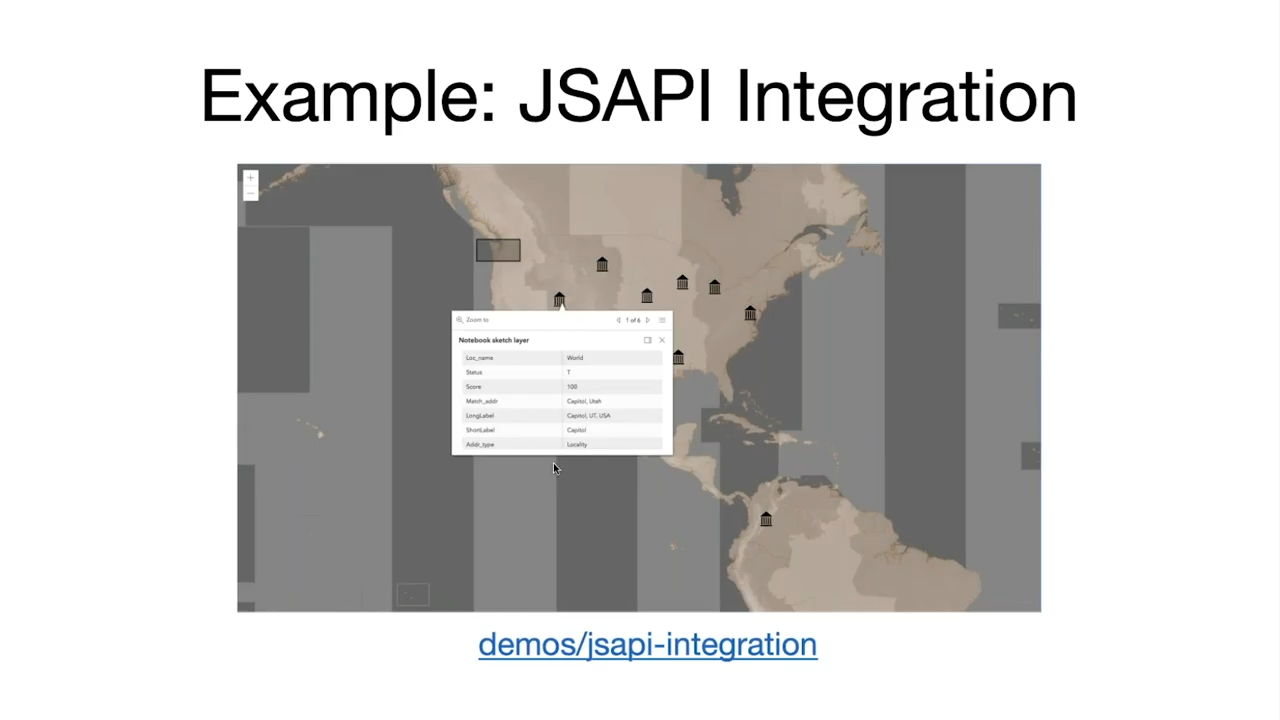 Example: JSAPI Integration
+
−
Zoom to
1 of 6
Notebook sketch layer
Loc_name World
Status T
Score 100
Match_addr Capitol, Utah
LongLabel Capitol, UT, USA
ShortLabel Capitol
Addr_type Locality
demos/jsapi-integration